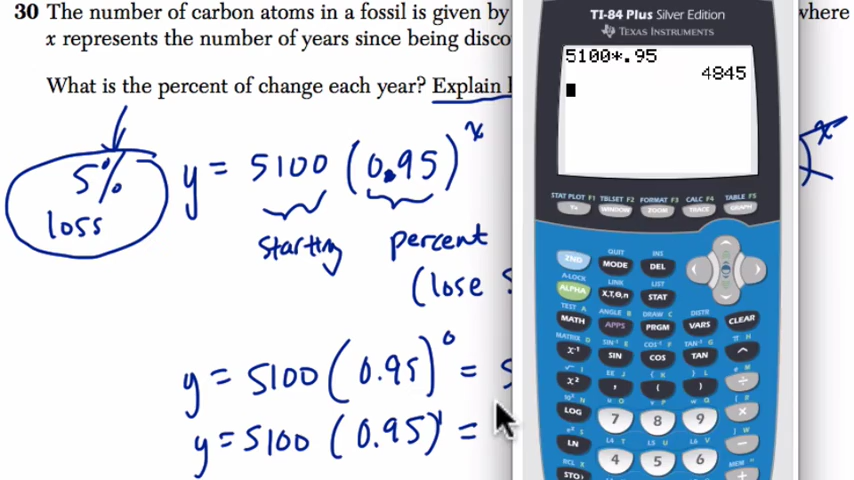 30 The number of carbon atoms in a fossil is given by
where
x represents the number of years since being disco
What is the percent of change each year? Explain
5% loss
y = 5100 (0.95)^x
starting
percent
(lose
y = 5100 (0.95)^0 =
y = 5100 (0.95)^1 =
x
TI-84 Plus Silver Edition
TEXAS INSTRUMENTS
5100*.95
4845
STAT PLOT F1 TBLSET F2 FORMAT F3 CALC F4 TABLE F5
Y= WINDOW ZOOM TRACE GRAPH
QUIT INS
2ND MODE DEL
A-LOCK LINK LIST
ALPHA X,T,θ,n STAT
TEST A ANGLE B DRAW C DISTR
MATH APPS PRGM VARS CLEAR
MATRIX D SIN⁻¹ E COS⁻¹ F TAN⁻¹ G π H
x⁻¹ SIN COS TAN ^
x² , ( ) ÷
LOG 7 8 9 ×
L4 T L5 U L6 V
LN 4 5 6 −
RCL X
STO +